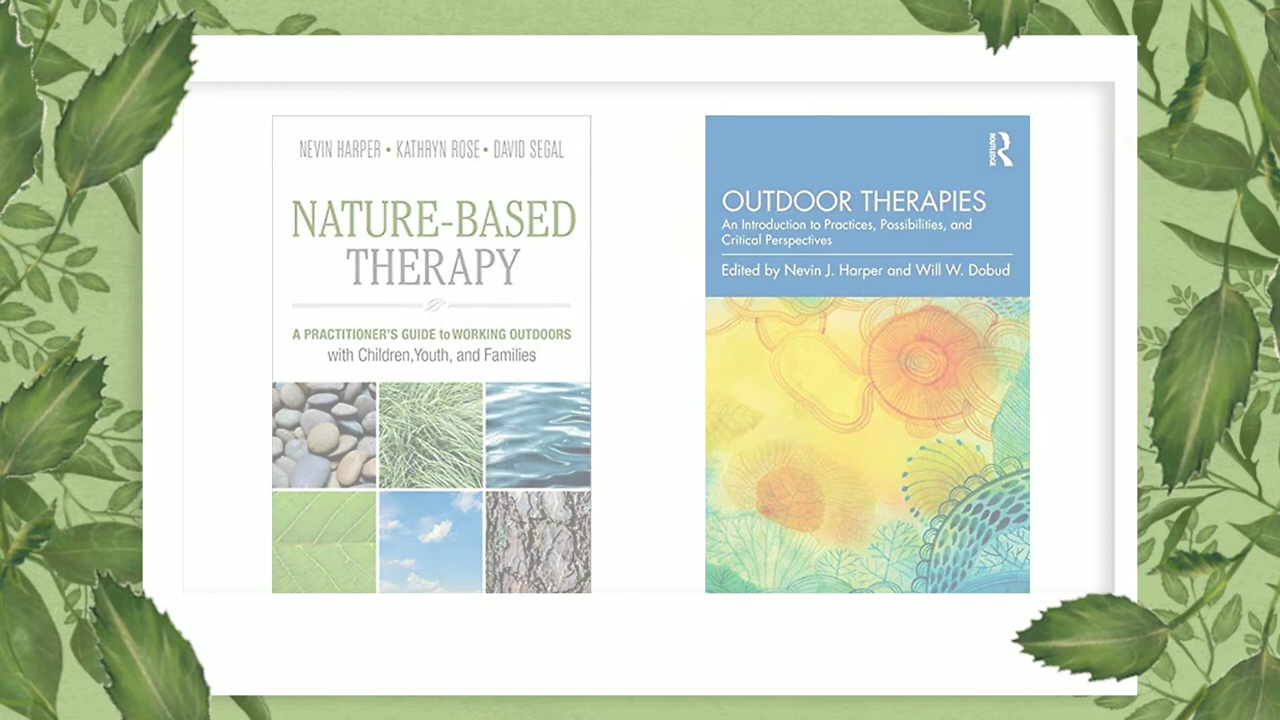 NEVIN HARPER • KATHRYN ROSE • DAVID SEGAL
NATURE-BASED
THERAPY
A PRACTITIONER'S GUIDE to WORKING OUTDOORS
with Children, Youth, and Families
ROUTLEDGE
OUTDOOR THERAPIES
An Introduction to Practices, Possibilities, and
Critical Perspectives
Edited by Nevin J. Harper and Will W. Dobud